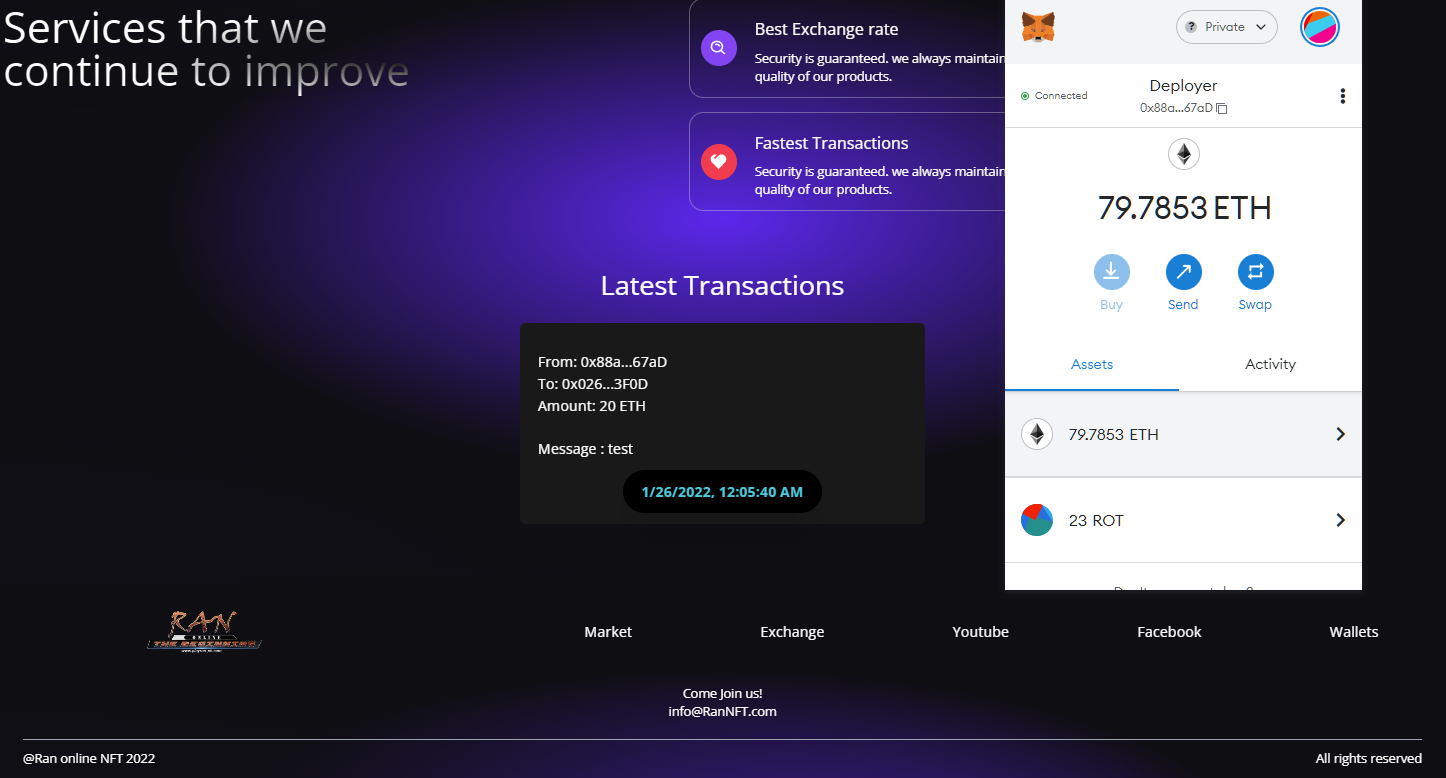 Services that we
continue to improve
Best Exchange rate
Security is guaranteed. we always maintain
quality of our products.
Fastest Transactions
Security is guaranteed. we always maintain
quality of our products.
? Private
Connected
Deployer
0x88a...67aD
79.7853 ETH
Buy
Send
Swap
Assets
Activity
79.7853 ETH
23 ROT
Latest Transactions
From: 0x88a...67aD
To: 0x026...3F0D
Amount: 20 ETH
Message : test
1/26/2022, 12:05:40 AM
RAN
ONLINE
Market
Exchange
Youtube
Facebook
Wallets
Come Join us!
info@RanNFT.com
@Ran online NFT 2022
All rights reserved